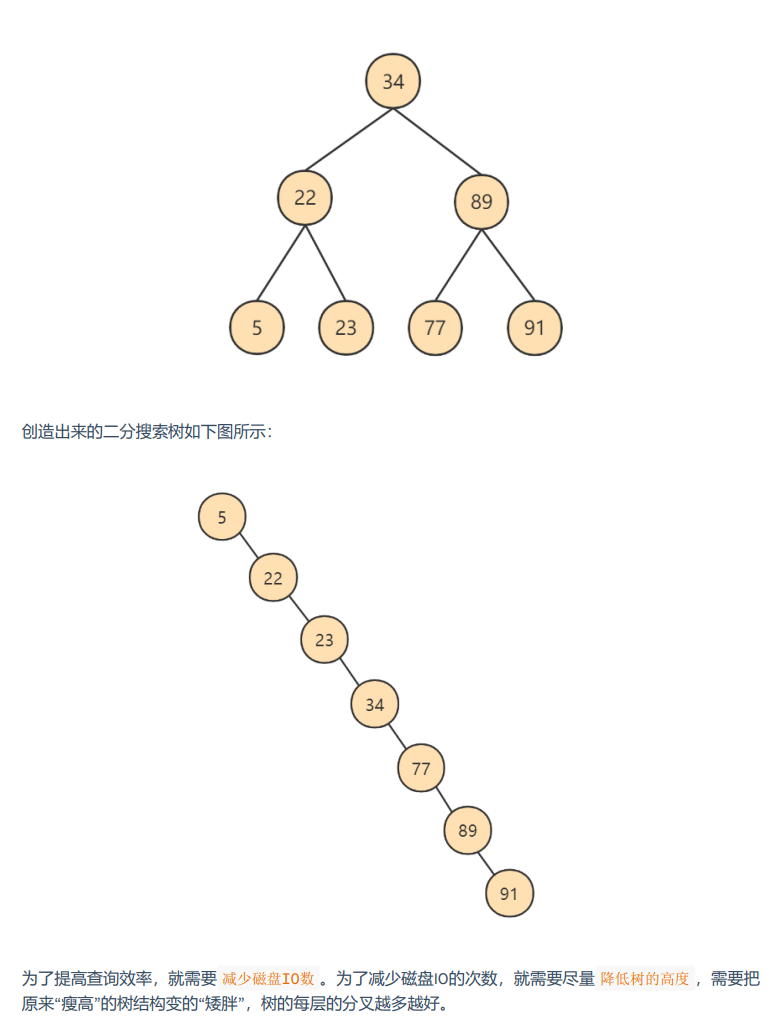 34
22 89
5 23 77 91
创造出来的二分搜索树如下图所示：
5
22
23
34
77
89
91
为了提高查询效率，就需要 减少磁盘IO数 。为了减少磁盘IO的次数，就需要尽量 降低树的高度 ，需要把
原来“瘦高”的树结构变的“矮胖”，树的每层的分叉越多越好。